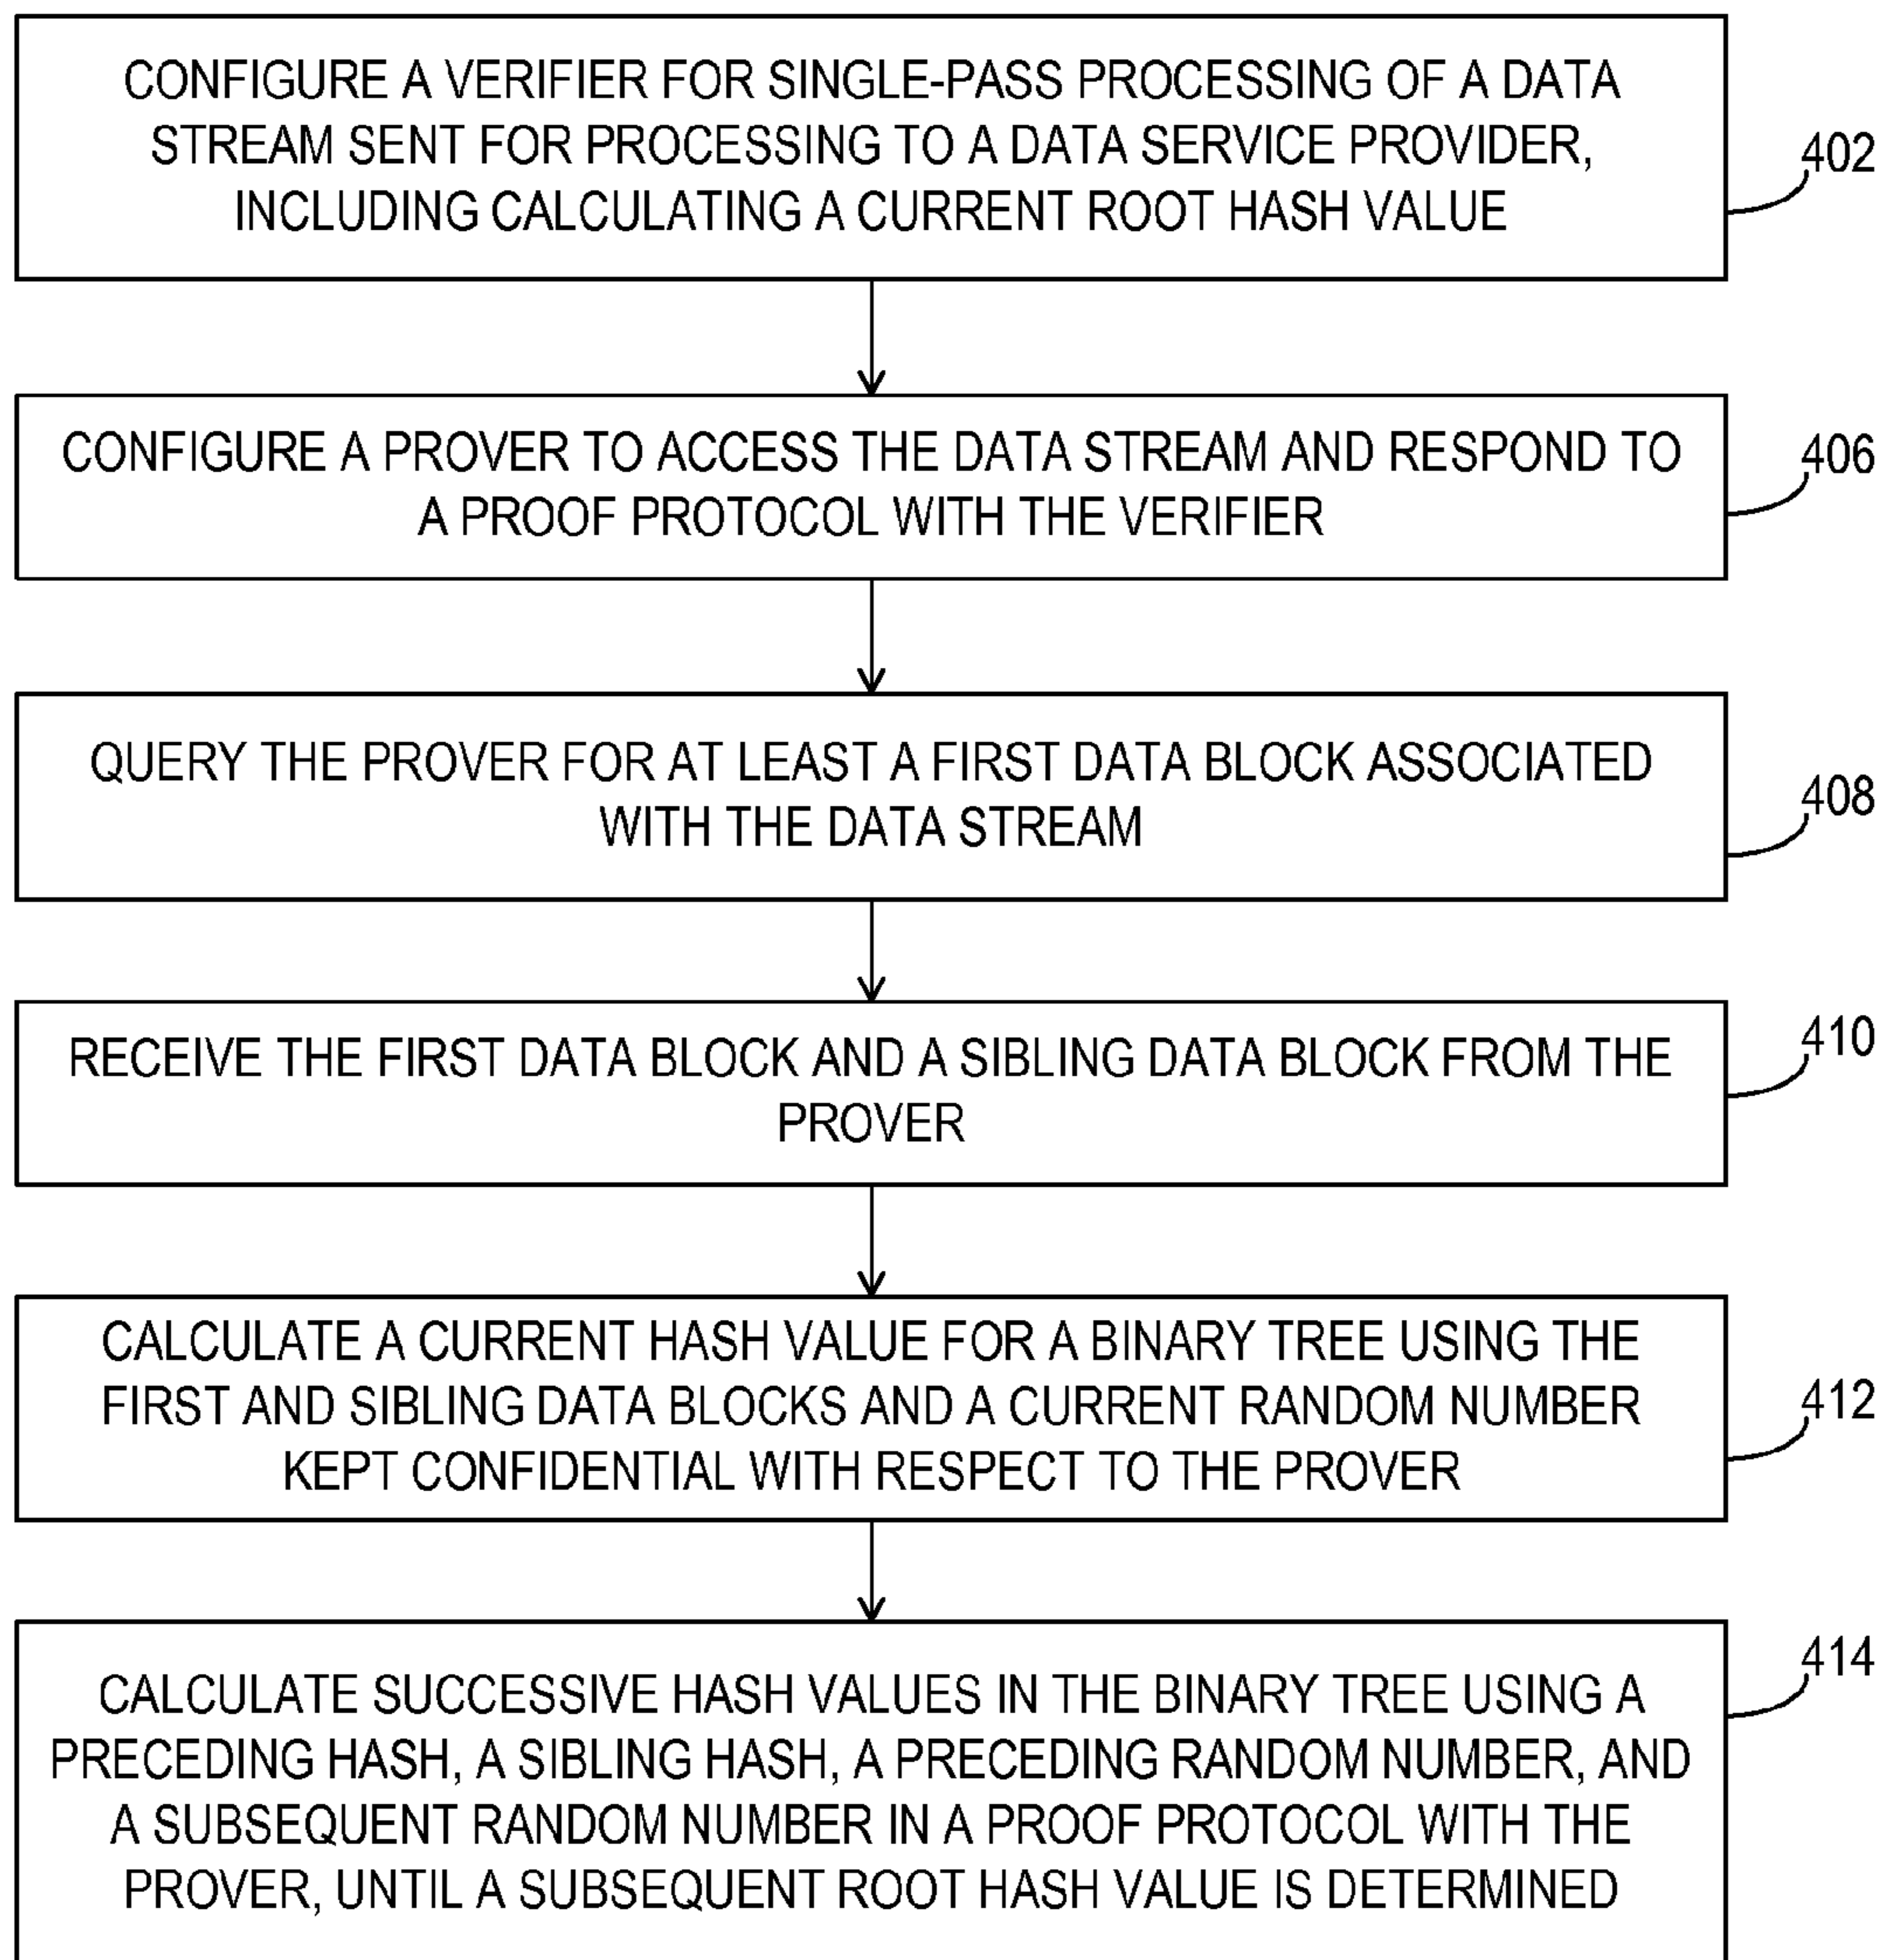 CONFIGURE A VERIFIER FOR SINGLE-PASS PROCESSING OF A DATA
STREAM SENT FOR PROCESSING TO A DATA SERVICE PROVIDER,
INCLUDING CALCULATING A CURRENT ROOT HASH VALUE
402
CONFIGURE A PROVER TO ACCESS THE DATA STREAM AND RESPOND TO
A PROOF PROTOCOL WITH THE VERIFIER
406
QUERY THE PROVER FOR AT LEAST A FIRST DATA BLOCK ASSOCIATED
WITH THE DATA STREAM
408
RECEIVE THE FIRST DATA BLOCK AND A SIBLING DATA BLOCK FROM THE
PROVER
410
CALCULATE A CURRENT HASH VALUE FOR A BINARY TREE USING THE
FIRST AND SIBLING DATA BLOCKS AND A CURRENT RANDOM NUMBER
KEPT CONFIDENTIAL WITH RESPECT TO THE PROVER
412
CALCULATE SUCCESSIVE HASH VALUES IN THE BINARY TREE USING A
PRECEDING HASH, A SIBLING HASH, A PRECEDING RANDOM NUMBER, AND
A SUBSEQUENT RANDOM NUMBER IN A PROOF PROTOCOL WITH THE
PROVER, UNTIL A SUBSEQUENT ROOT HASH VALUE IS DETERMINED
414